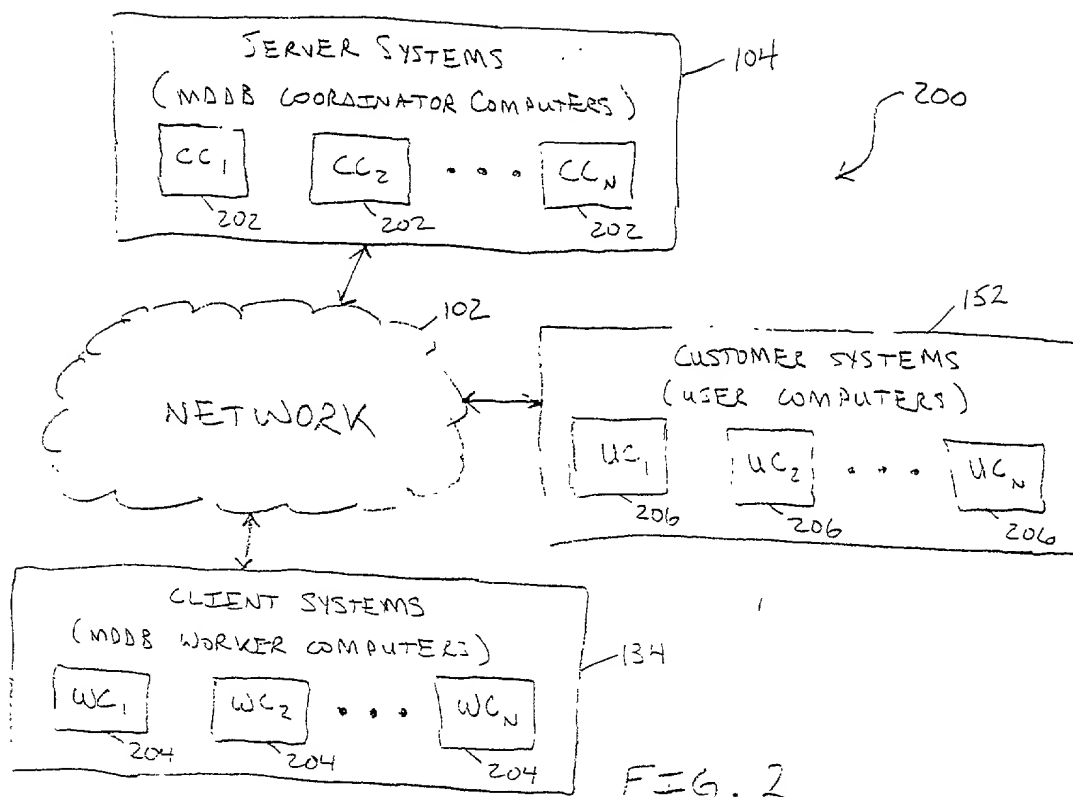 SERVER SYSTEMS
(MDDB COORDINATOR COMPUTERS)
CC1 CC2 • • • CCN
202 202 202
104
200
NETWORK
102
152
CUSTOMER SYSTEMS
(USER COMPUTERS)
UC1 UC2 • • • UCN
206 206 206
CLIENT SYSTEMS
(MDDB WORKER COMPUTERS)
WC1 WC2 • • • WCN
204 204 204
134
FIG. 2